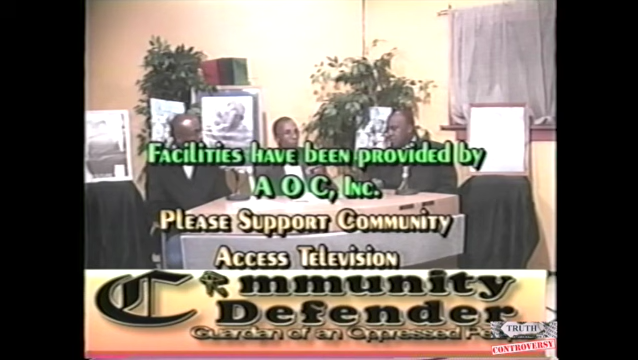 Facilities have been provided by
A O C, Inc.
Please Support Community
Access Television
Community
Defender
Guardian of an Oppressed
TRUTH
CONTROVERSY